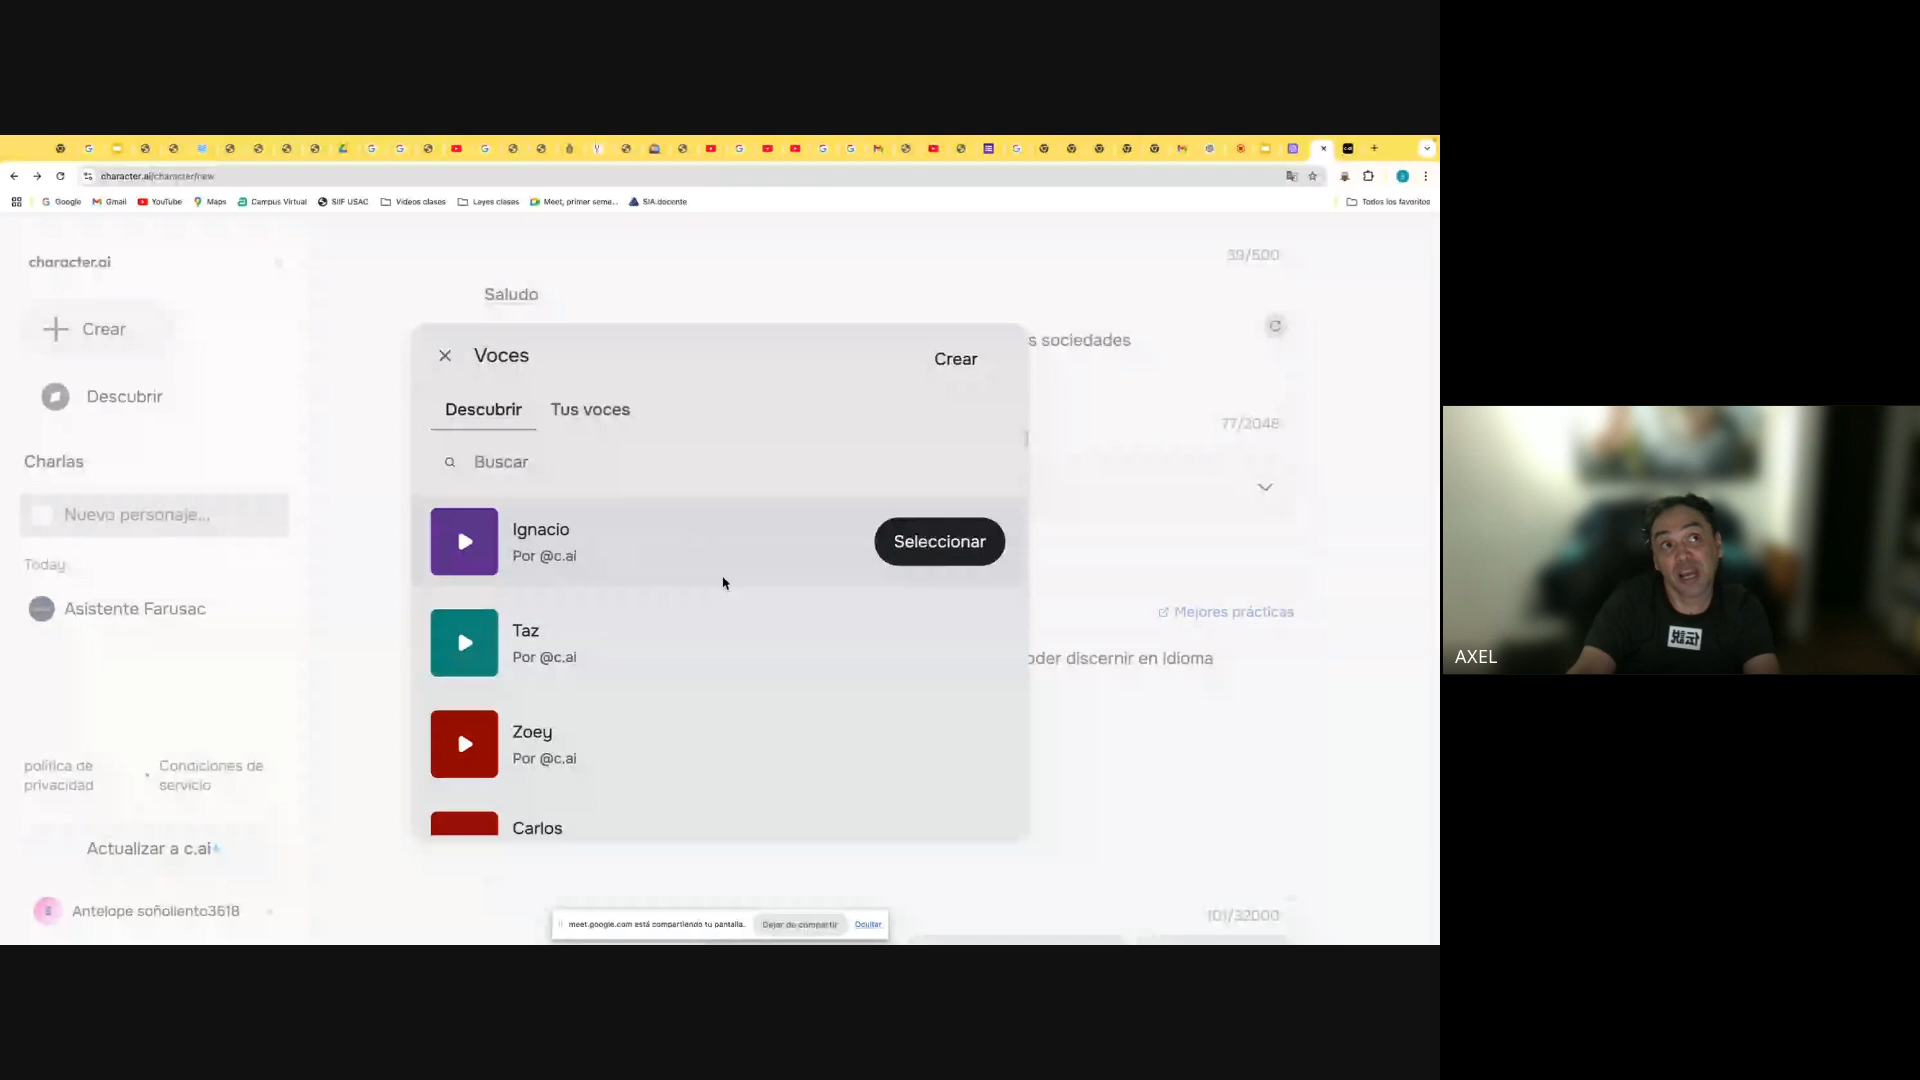 character.ai/character/new
Google
Gmail
YouTube
Maps
Campus Virtual
SIIF USAC
Videos clases
Leyes clases
Meet, primer seme...
SIA.docente
Todos los favoritos
character.ai
39/500
Saludo
Crear
s sociedades
Voces
Crear
Descubrir
Descubrir
Tus voces
77/2048
Charlas
Buscar
Nuevo personaje...
Ignacio
Por @c.ai
Seleccionar
Today
Asistente Farusac
Mejores prácticas
Taz
Por @c.ai
oder discernir en Idioma
AXEL
Zoey
Por @c.ai
política de
privacidad
Condiciones de
servicio
Carlos
Actualizar a c.ai+
Antelope soñoliento3618
101/32000
meet.google.com está compartiendo tu pantalla.
Dejar de compartir
Ocultar